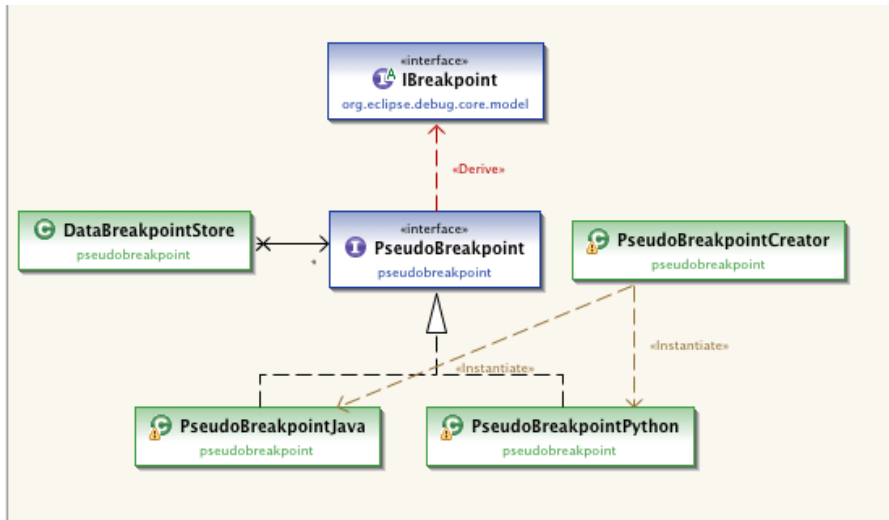 «interface»
IBreakpoint
org.eclipse.debug.core.model
«Derive»
DataBreakpointStore
pseudobreakpoint
*
«interface»
PseudoBreakpoint
pseudobreakpoint
PseudoBreakpointCreator
pseudobreakpoint
«Instantiate»
«Instantiate»
PseudoBreakpointJava
pseudobreakpoint
PseudoBreakpointPython
pseudobreakpoint